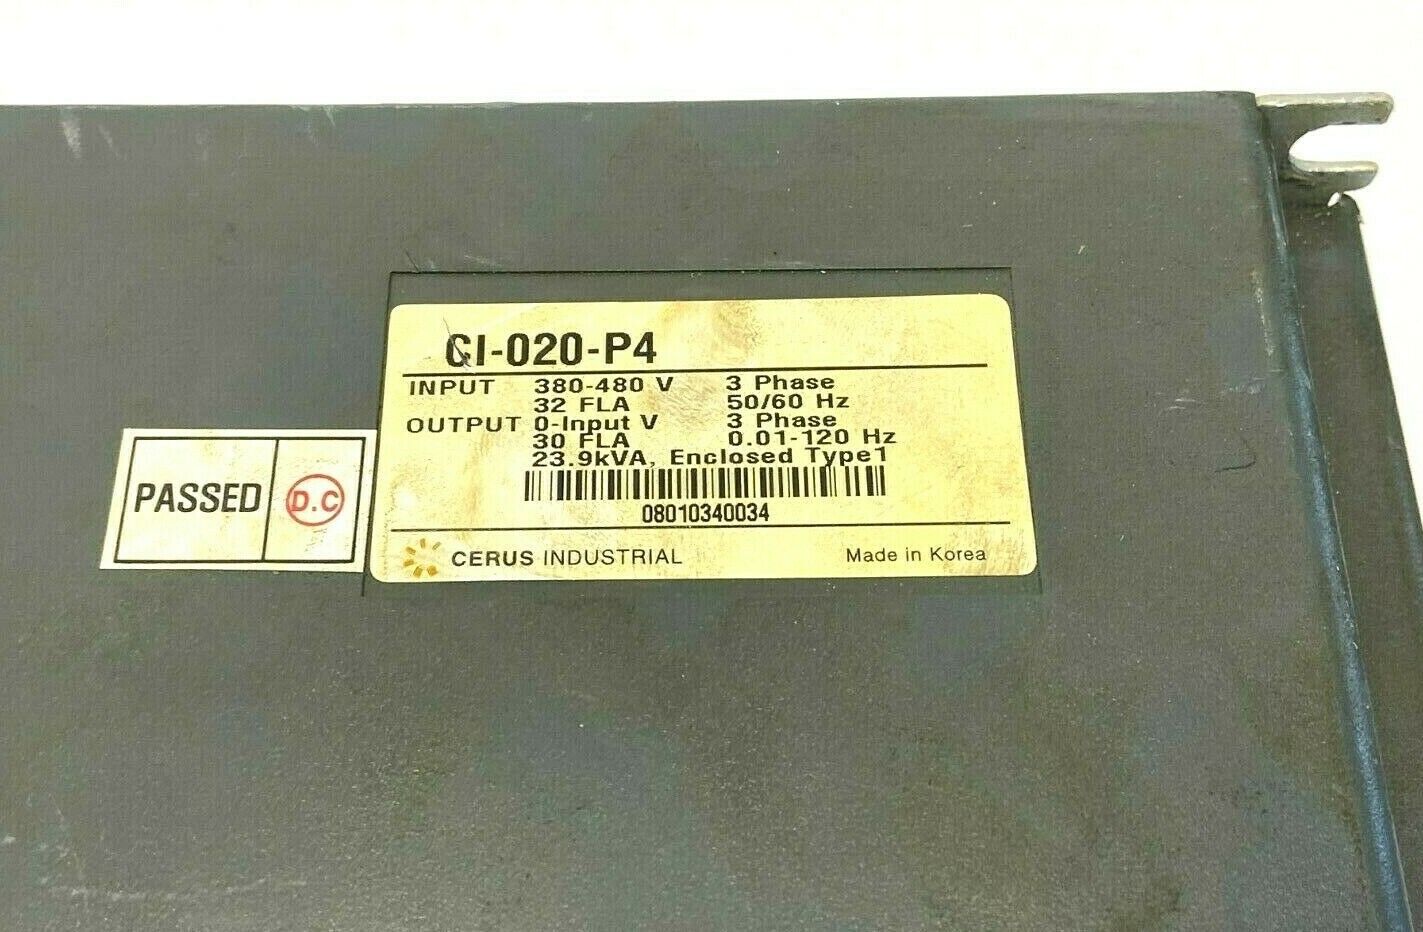 CI-020-P4
INPUT 380-480 V 3 Phase
32 FLA 50/60 Hz
OUTPUT 0-Input V 3 Phase
30 FLA 0.01-120 Hz
23.9kVA, Enclosed Type1
08010340034
CERUS INDUSTRIAL Made in Korea
PASSED D.C